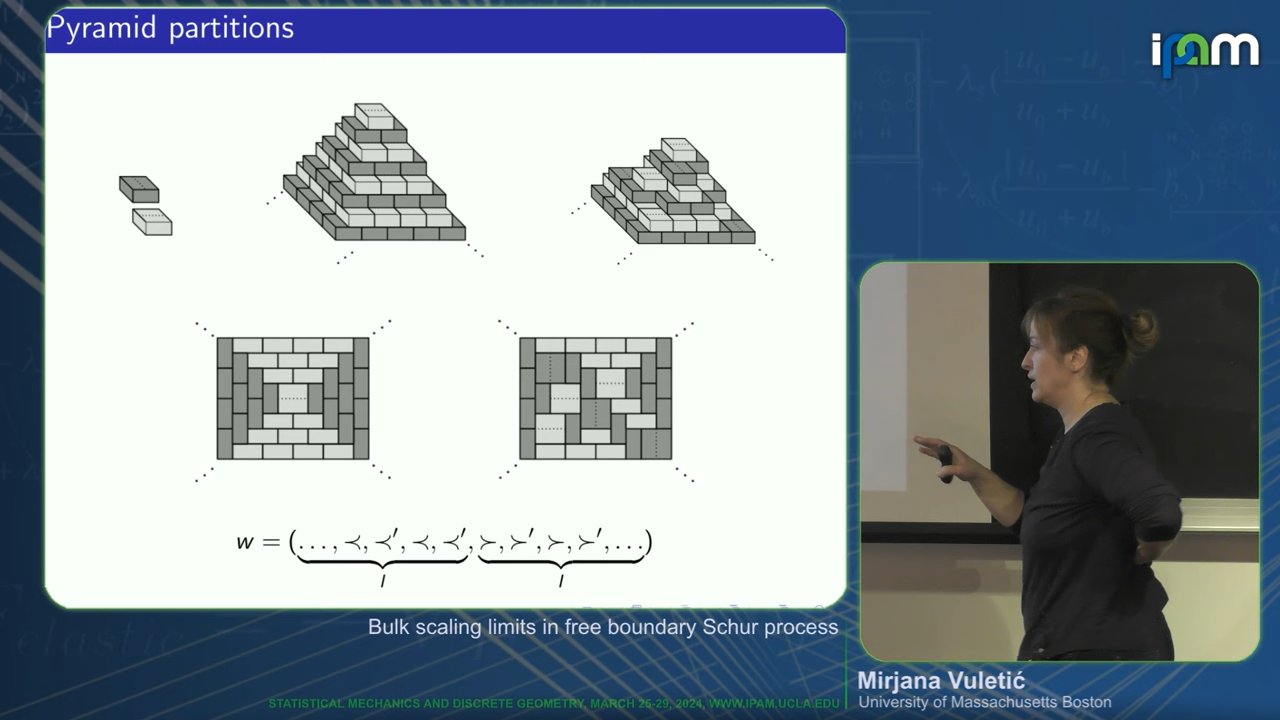 Pyramid partitions
ipam
w = (..., ≺, ≺′, ≺, ≺′, ≻, ≻′, ≻, ≻′, ...)
l l
Bulk scaling limits in free boundary Schur process
Mirjana Vuletić
University of Massachusetts Boston
STATISTICAL MECHANICS AND DISCRETE GEOMETRY, MARCH 25-29, 2024, WWW.IPAM.UCLA.EDU
elastic